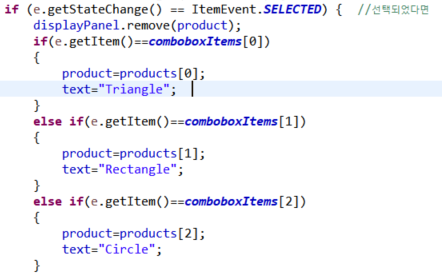 if (e.getStateChange() == ItemEvent.SELECTED) {  //선택되었다면
    displayPanel.remove(product);
    if(e.getItem()==comboboxItems[0])
    {
        product=products[0];
        text="Triangle";
    }
    else if(e.getItem()==comboboxItems[1])
    {
        product=products[1];
        text="Rectangle";
    }
    else if(e.getItem()==comboboxItems[2])
    {
        product=products[2];
        text="Circle";
    }